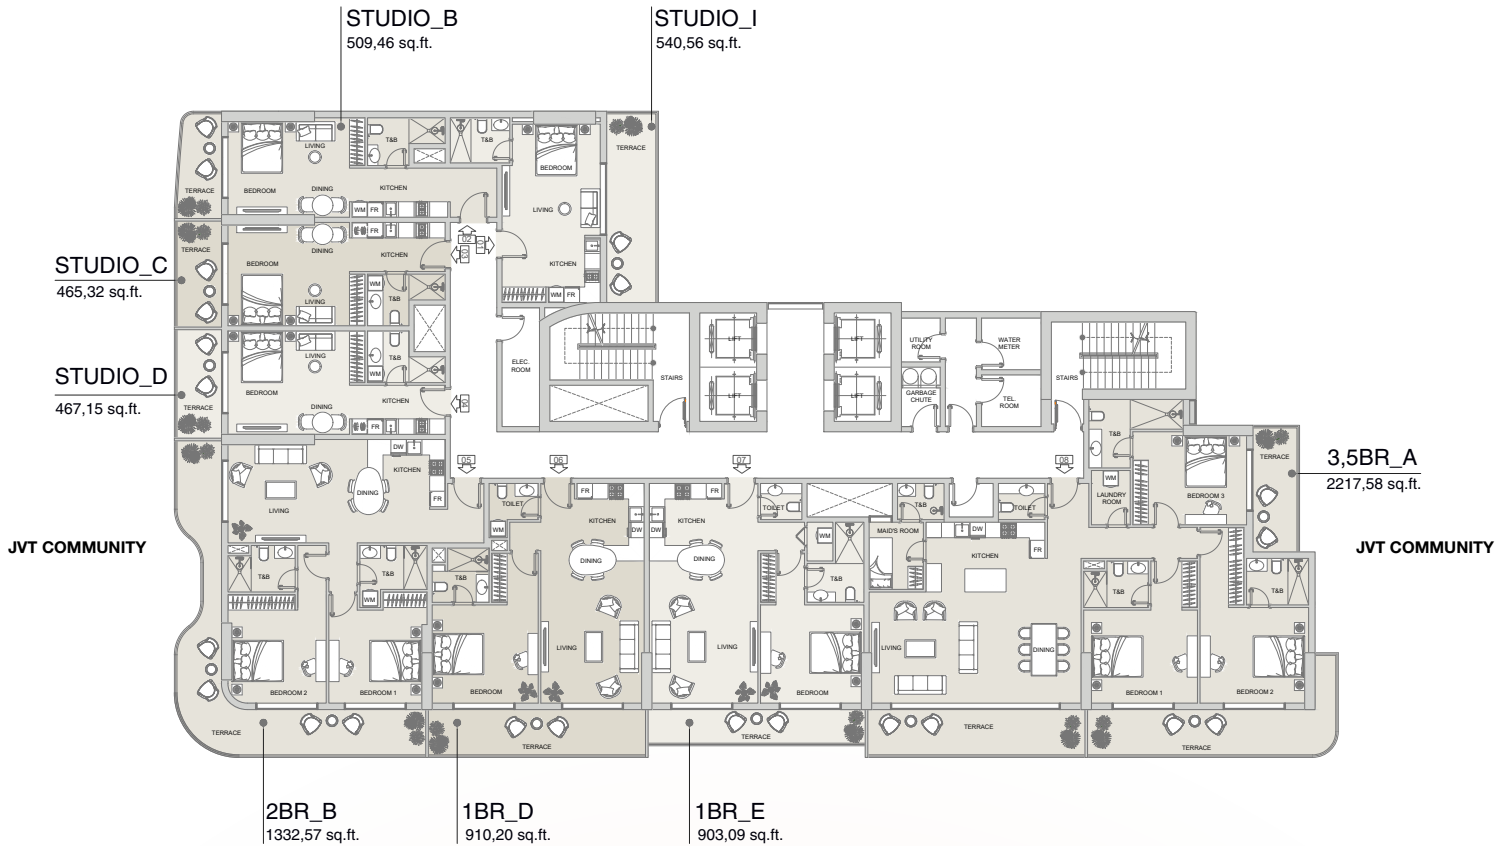 STUDIO_B
509,46 sq.ft.
STUDIO_I
540,56 sq.ft.
T&B
LIVING
T&B
TERRACE
BEDROOM
TERRACE
BEDROOM
DINING
KITCHEN
WM
FR
LIVING
02
01
03
TERRACE
FR
DINING
KITCHEN
BEDROOM
KITCHEN
STUDIO_C
465,32 sq.ft.
WM
LIVING
T&B
WM
FR
LIVING
T&B
WM
ELEC.
ROOM
LIFT
LIFT
UTILITY
ROOM
WATER
METER
STUDIO_D
467,15 sq.ft.
BEDROOM
STAIRS
STAIRS
TERRACE
DINING
KITCHEN
04
LIFT
LIFT
GARBAGE
CHUTE
TEL.
ROOM
FR
DW
T&B
05
06
07
08
KITCHEN
TERRACE
3,5BR_A
2217,58 sq.ft.
DINING
FR
LIVING
WM
LAUNDRY
ROOM
BEDROOM 3
TOILET
FR
FR
TOILET
T&B
TOILET
WM
KITCHEN
DW
DW
KITCHEN
MAID'S ROOM
DW
WM
FR
JVT COMMUNITY
JVT COMMUNITY
DINING
DINING
KITCHEN
T&B
T&B
T&B
T&B
T&B
T&B
WM
LIVING
LIVING
LIVING
DINING
BEDROOM 2
BEDROOM 1
BEDROOM
BEDROOM
BEDROOM 1
BEDROOM 2
TERRACE
TERRACE
TERRACE
TERRACE
TERRACE
2BR_B
1332,57 sq.ft.
1BR_D
910,20 sq.ft.
1BR_E
903,09 sq.ft.